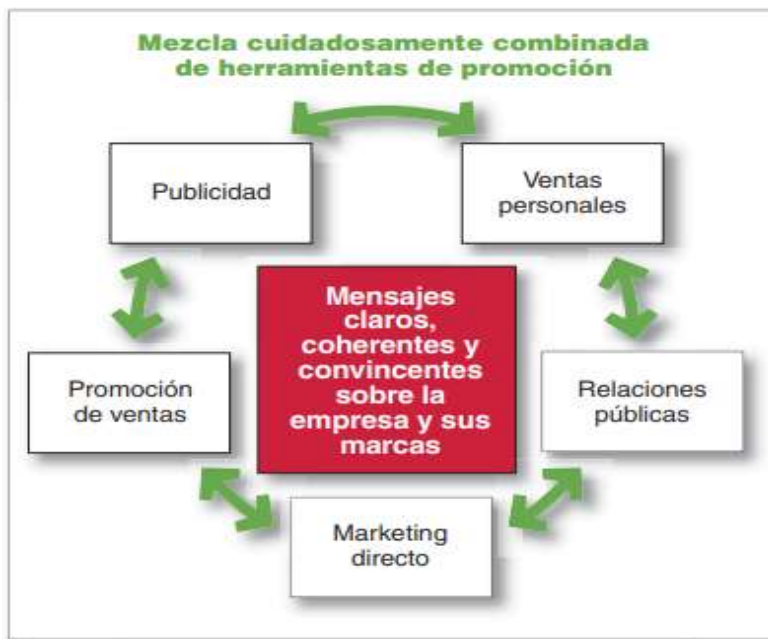 Mezcla cuidadosamente combinada
de herramientas de promoción
Publicidad
Ventas
personales
Mensajes
claros,
coherentes y
convincentes
sobre la
empresa y sus
marcas
Promoción
de ventas
Relaciones
públicas
Marketing
directo